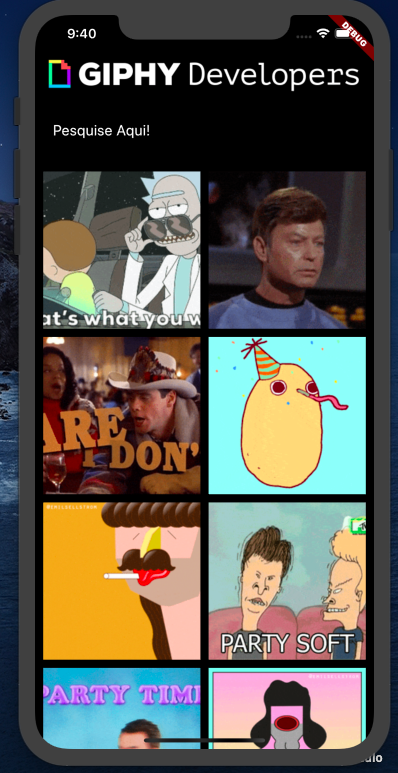 9:40
DEBUG
GIPHY Developers
Pesquise Aqui!
at's what you w
ARE
I DON'
PARTY SOFT
PARTY TIM
dio